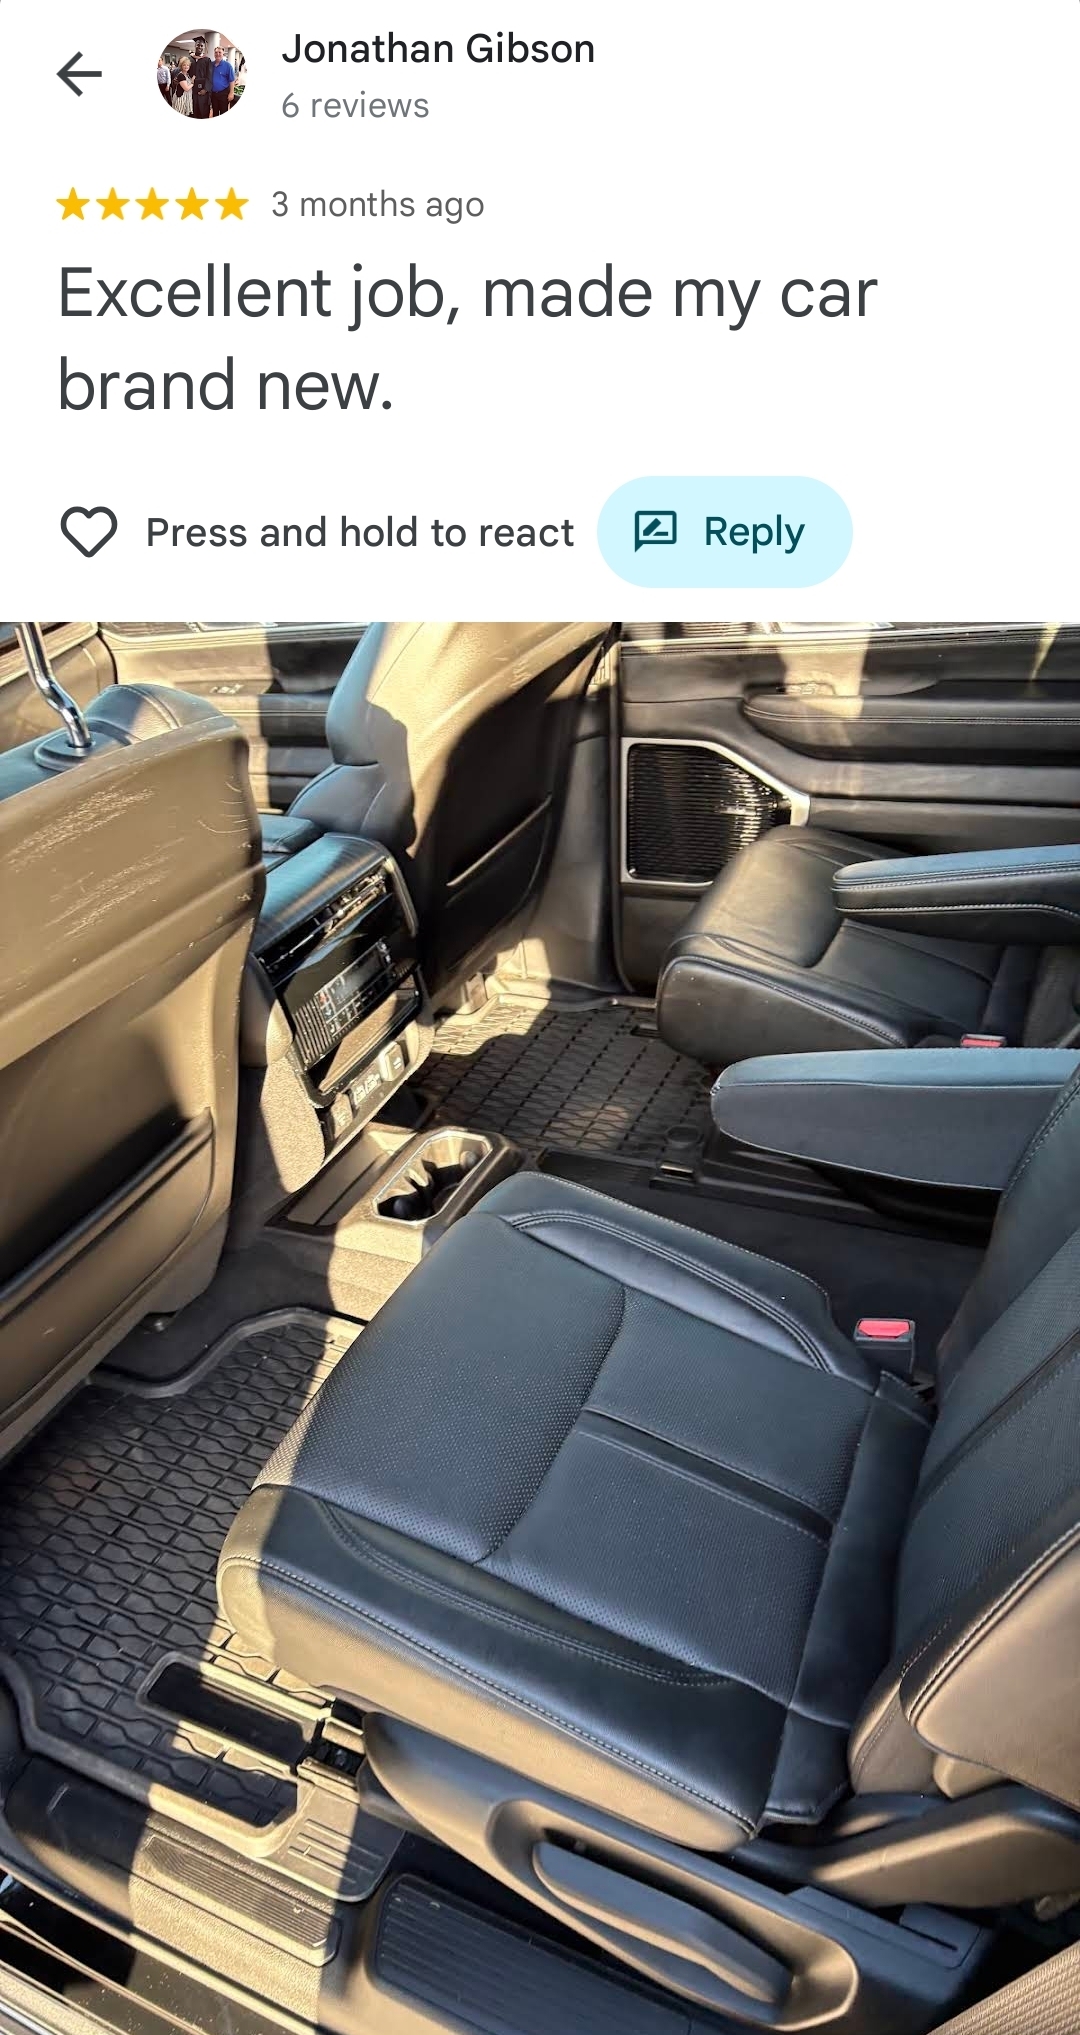 Jonathan Gibson
6 reviews
3 months ago
Excellent job, made my car
brand new.
Press and hold to react
Reply